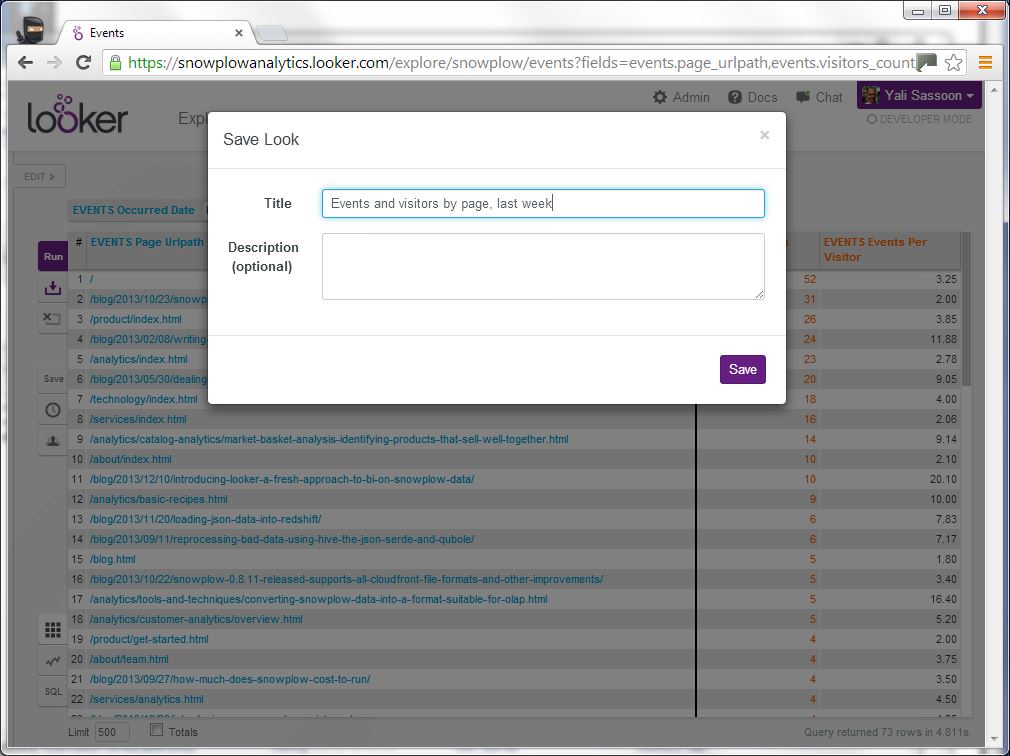 Events
https://snowplowanalytics.looker.com/explore/snowplow/events?fields=events.page_urlpath,events.visitors_count
looker
Admin
Docs
Chat
Yali Sassoon
DEVELOPER MODE
EDIT >
Save Look
×
Title
Events and visitors by page, last week
Description
(optional)
Save
EVENTS Occurred Date
Run
Save
SQL
# EVENTS Page Urlpath EVENTS Events Per Visitor
1 / 52 3.25
2 /blog/2013/10/23/snowp 31 2.00
3 /product/index.html 26 3.85
4 /blog/2013/02/08/writing- 24 11.88
5 /analytics/index.html 23 2.78
6 /blog/2013/05/30/dealing 20 9.05
7 /technology/index.html 18 4.00
8 /services/index.html 16 2.06
9 /analytics/catalog-analytics/market-basket-analysis-identifying-products-that-sell-well-together.html 14 9.14
10 /about/index.html 10 2.10
11 /blog/2013/12/10/introducing-looker-a-fresh-approach-to-bi-on-snowplow-data/ 10 20.10
12 /analytics/basic-recipes.html 9 10.00
13 /blog/2013/11/20/loading-json-data-into-redshift/ 6 7.83
14 /blog/2013/09/11/reprocessing-bad-data-using-hive-the-json-serde-and-qubole/ 6 7.17
15 /blog.html 5 1.80
16 /blog/2013/10/22/snowplow-0.8.11-released-supports-all-cloudfront-file-formats-and-other-improvements/ 5 3.40
17 /analytics/tools-and-techniques/converting-snowplow-data-into-a-format-suitable-for-olap.html 5 16.40
18 /analytics/customer-analytics/overview.html 5 5.20
19 /product/get-started.html 4 2.00
20 /about/team.html 4 3.75
21 /blog/2013/09/27/how-much-does-snowplow-cost-to-run/ 4 3.50
22 /services/analytics.html 4 4.50
Limit 500 Totals
Query returned 73 rows in 4.811s.